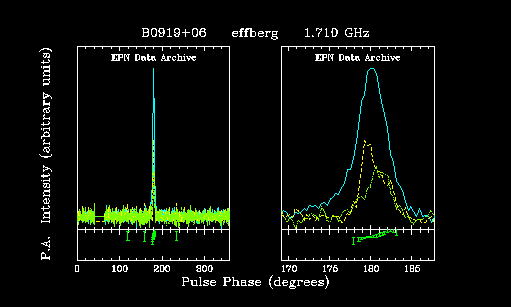 B0919+06 effberg 1.710 GHz
EPN Data Archive EPN Data Archive
P.A. Intensity (arbitrary units)
0 100 200 300 170 175 180 185
Pulse Phase (degrees)